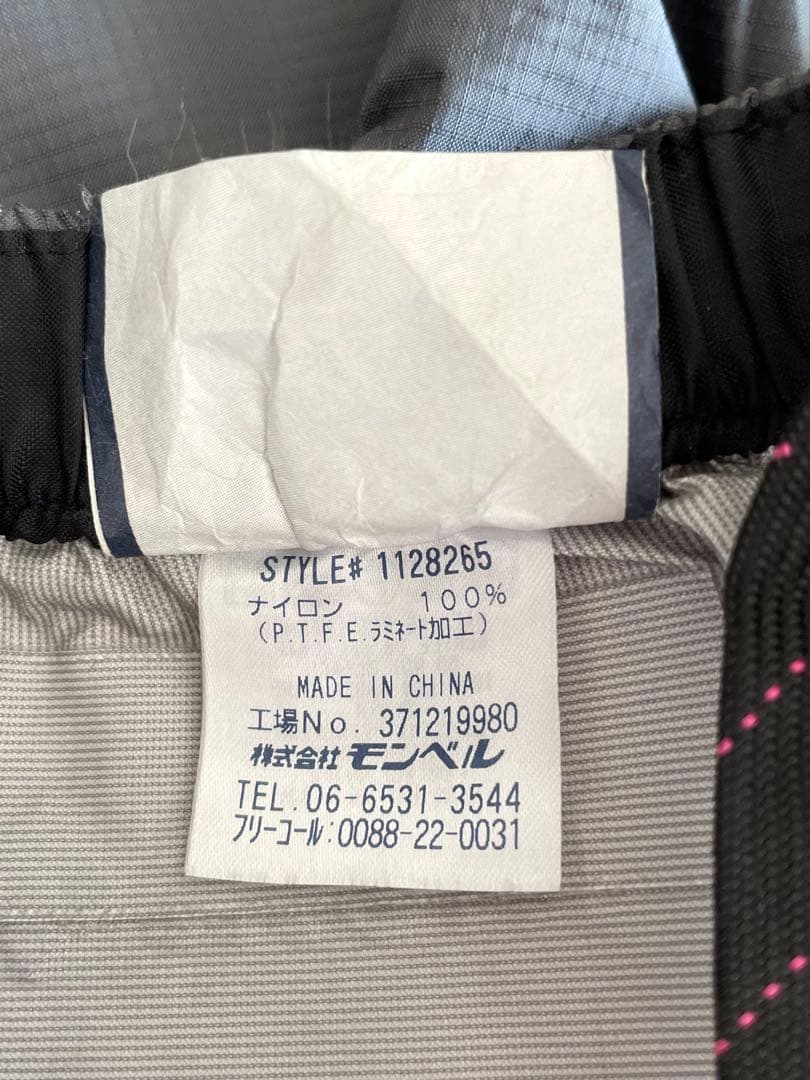 STYLE# 1128265
ナイロン 100%
(P.T.F.E.ラミネート加工)
MADE IN CHINA
工場No. 371219980
株式会社 モンベル
TEL.06-6531-3544
フリーコール:0088-22-0031